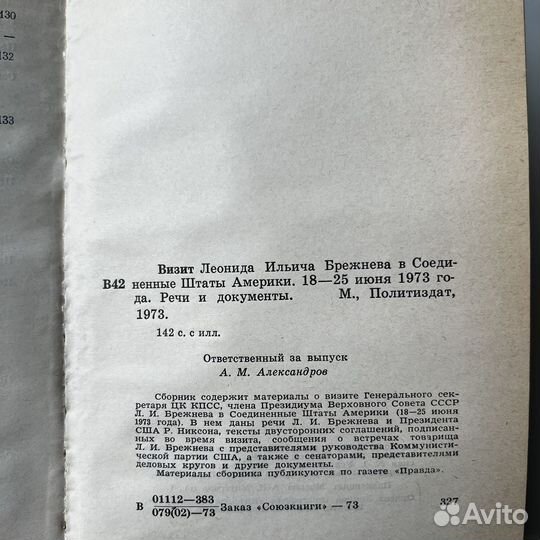 130
—
132
133
Визит Леонида Ильича Брежнева в Соеди-
В42 ненные Штаты Америки. 18—25 июня 1973 го-
да. Речи и документы. М., Политиздат,
1973.
142 с. с илл.
Ответственный за выпуск
А. М. Александров
Сборник содержит материалы о визите Генерального сек-
ретаря ЦК КПСС, члена Президиума Верховного Совета СССР
Л. И. Брежнева в Соединенные Штаты Америки (18—25 июня
1973 года). В нем даны речи Л. И. Брежнева и Президента
США Р. Никсона, тексты двусторонних соглашений, подписан-
ных во время визита, сообщения о встречах товарища
Л. И. Брежнева с представителями руководства Коммунисти-
ческой партии США, а также с сенаторами, представителями
деловых кругов и другие документы.
Материалы сборника публикуются по газете «Правда».
В 01112—383
079(02)—73 Заказ «Союзкниги» — 73 327
Avito